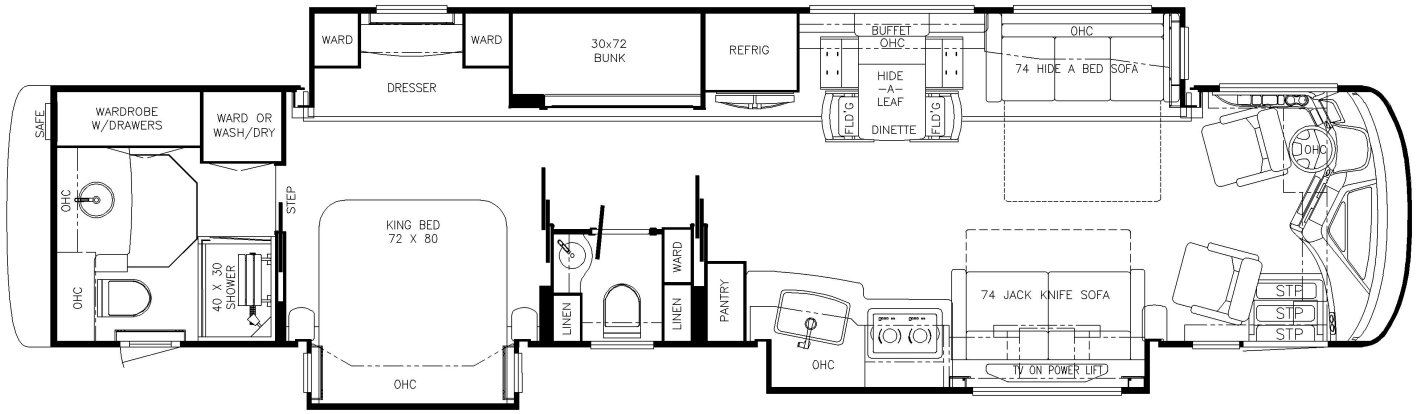 WARD
WARD
DRESSER
30x72
BUNK
REFRIG
BUFFET
OHC
HIDE
-A-
LEAF
DINETTE
FLD'G
FLD'G
OHC
74 HIDE A BED SOFA
OHC
SAFE
WARDROBE
W/DRAWERS
WARD OR
WASH/DRY
OHC
OHC
STEP
40 X 30
SHOWER
KING BED
72 X 80
OHC
LINEN
WARD
LINEN
PANTRY
OHC
74 JACK KNIFE SOFA
TV ON POWER LIFT
STP
STP
STP